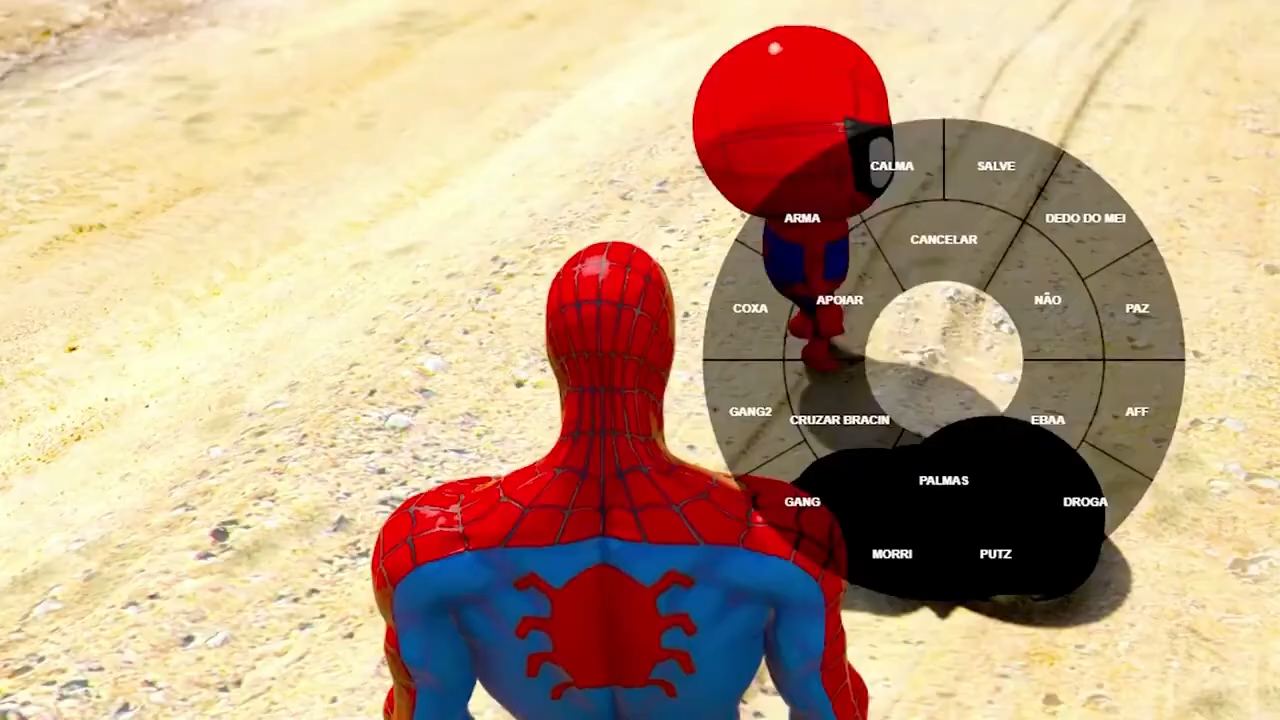 CALMA
SALVE
ARMA
DEDO DO MEI
CANCELAR
COXA
APOIAR
NÃO
PAZ
GANG2
CRUZAR BRACIN
EBAA
AFF
PALMAS
GANG
DROGA
MORRI
PUTZ